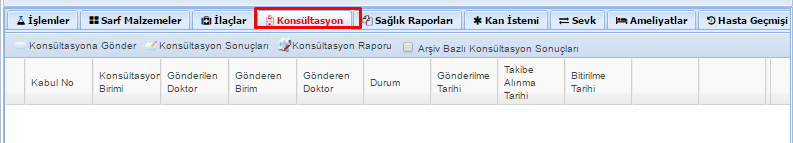 İşlemler Sarf Malzemeler İlaçlar Konsültasyon Sağlık Raporları Kan İstemi Sevk Ameliyatlar Hasta Geçmişi
Konsültasyona Gönder Konsültasyon Sonuçları Konsültasyon Raporu Arşiv Bazlı Konsültasyon Sonuçları
Kabul No
Konsültasyon
Birimi
Gönderilen
Doktor
Gönderen
Birim
Gönderen
Doktor
Durum
Gönderilme
Tarihi
Takibe
Alınma
Tarihi
Bitirilme
Tarihi